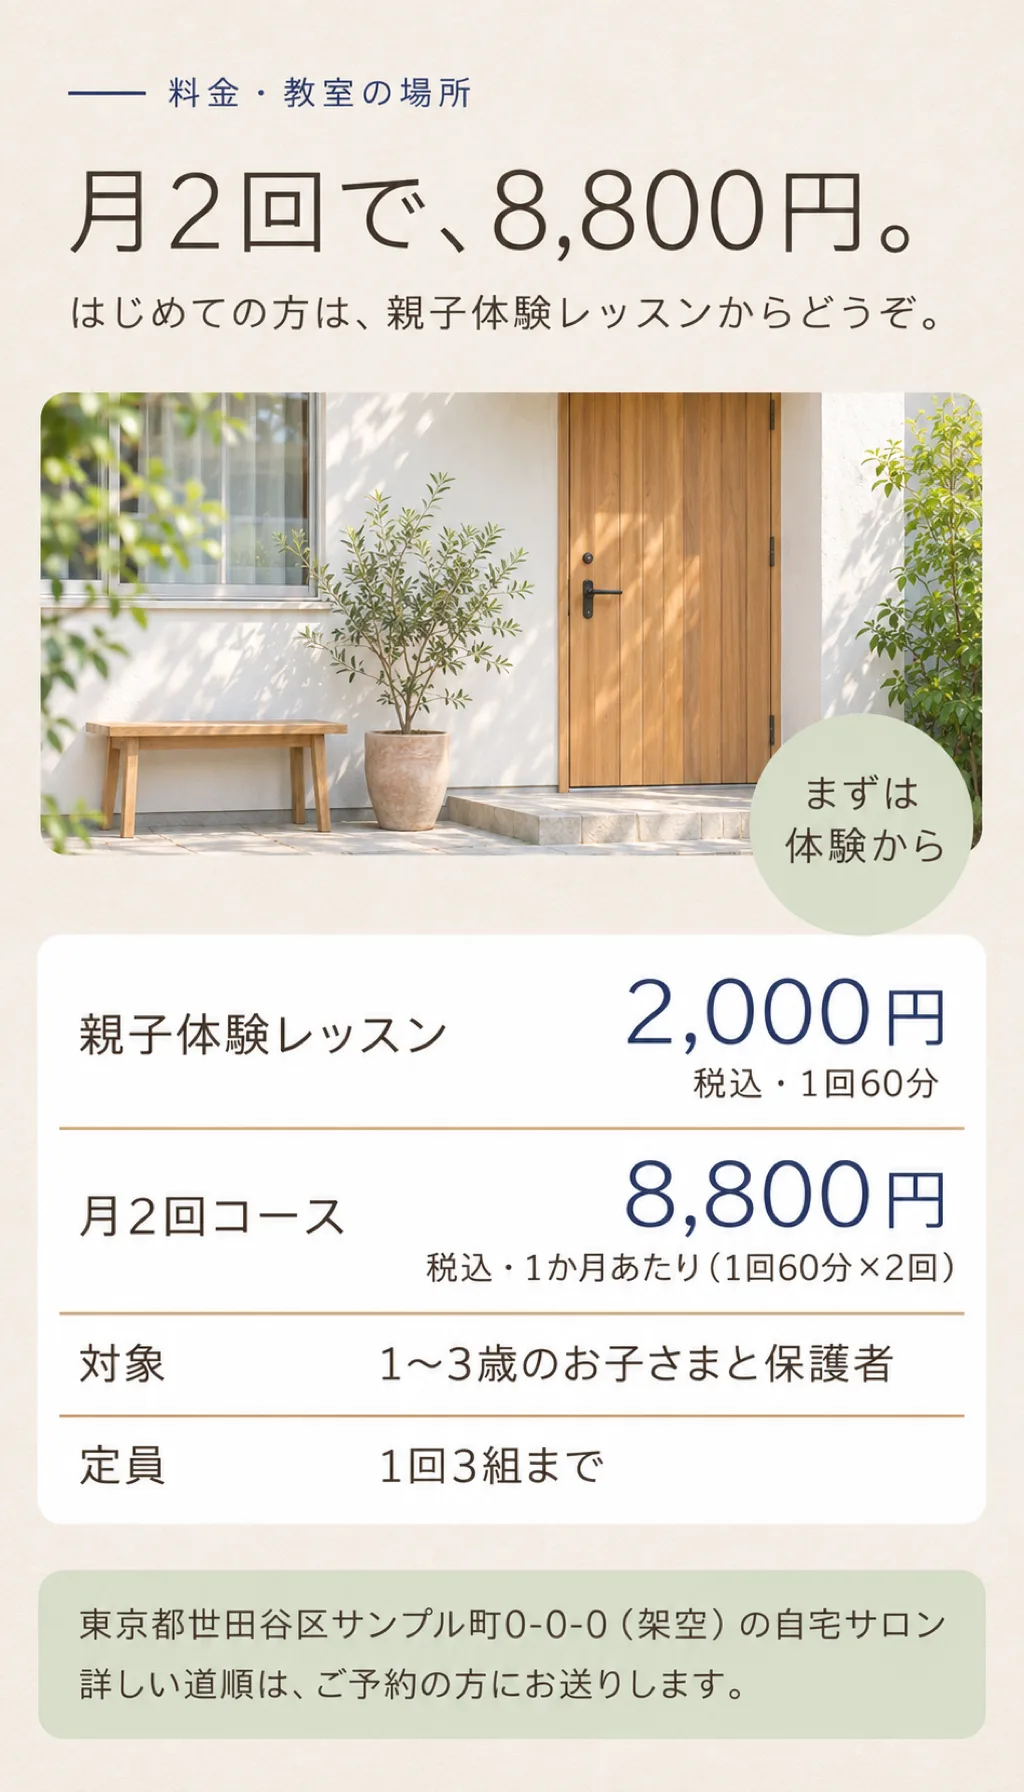 料金・教室の場所
月2回で、8,800円。
はじめての方は、親子体験レッスンからどうぞ。
まずは
体験から
親子体験レッスン
2,000円
税込・1回60分
月2回コース
8,800円
税込・1か月あたり(1回60分×2回)
対象
1〜3歳のお子さまと保護者
定員
1回3組まで
東京都世田谷区サンプル町0-0-0(架空)の自宅サロン
詳しい道順は、ご予約の方にお送りします。